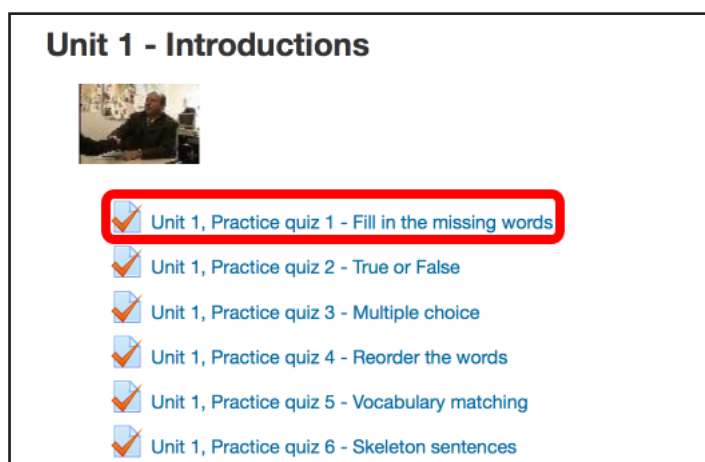 Unit 1 - Introductions
Unit 1, Practice quiz 1 - Fill in the missing words
Unit 1, Practice quiz 2 - True or False
Unit 1, Practice quiz 3 - Multiple choice
Unit 1, Practice quiz 4 - Reorder the words
Unit 1, Practice quiz 5 - Vocabulary matching
Unit 1, Practice quiz 6 - Skeleton sentences